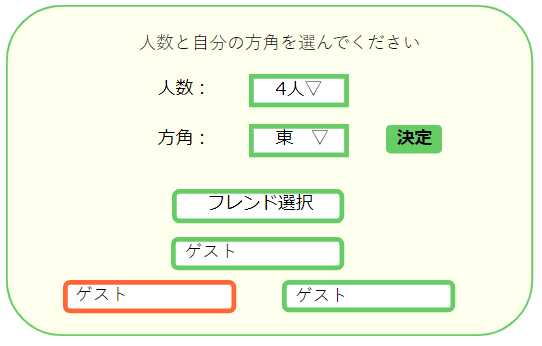 人数と自分の方角を選んでください
人数： 4人▽
方角： 東 ▽ 決定
フレンド選択
ゲスト
ゲスト ゲスト